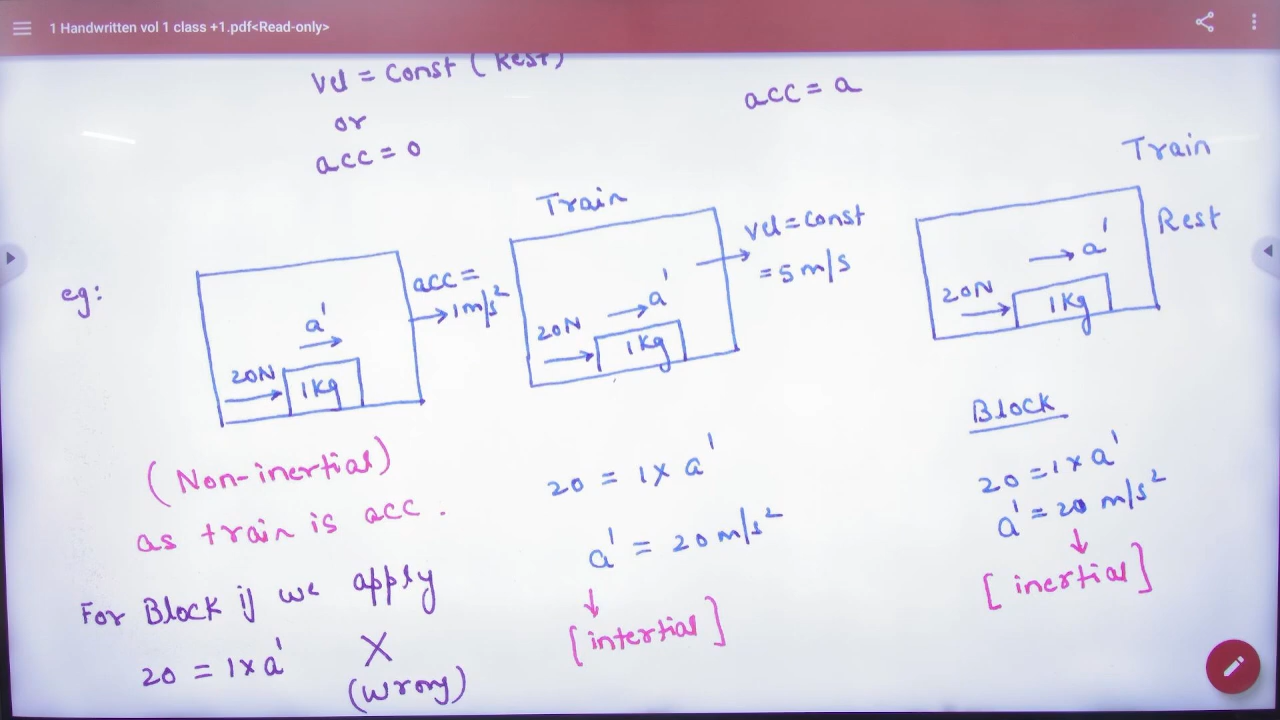 1 Handwritten vol 1 class +1.pdf<Read-only>
vel = Const (Rest)
or
acc = 0
acc = a
eg:
a'
20N
1Kg
acc =
1m/s²
Train
a'
20N
1Kg
vel = Const
= 5 m/s
Train
Rest
a'
20N
1Kg
(Non-inertial)
as train is acc.
For Block if we apply
20 = 1 x a' X
(Wrong)
20 = 1 x a'
a' = 20 m/s²
[intertial]
Block
20 = 1 x a'
a' = 20 m/s²
[inertial]